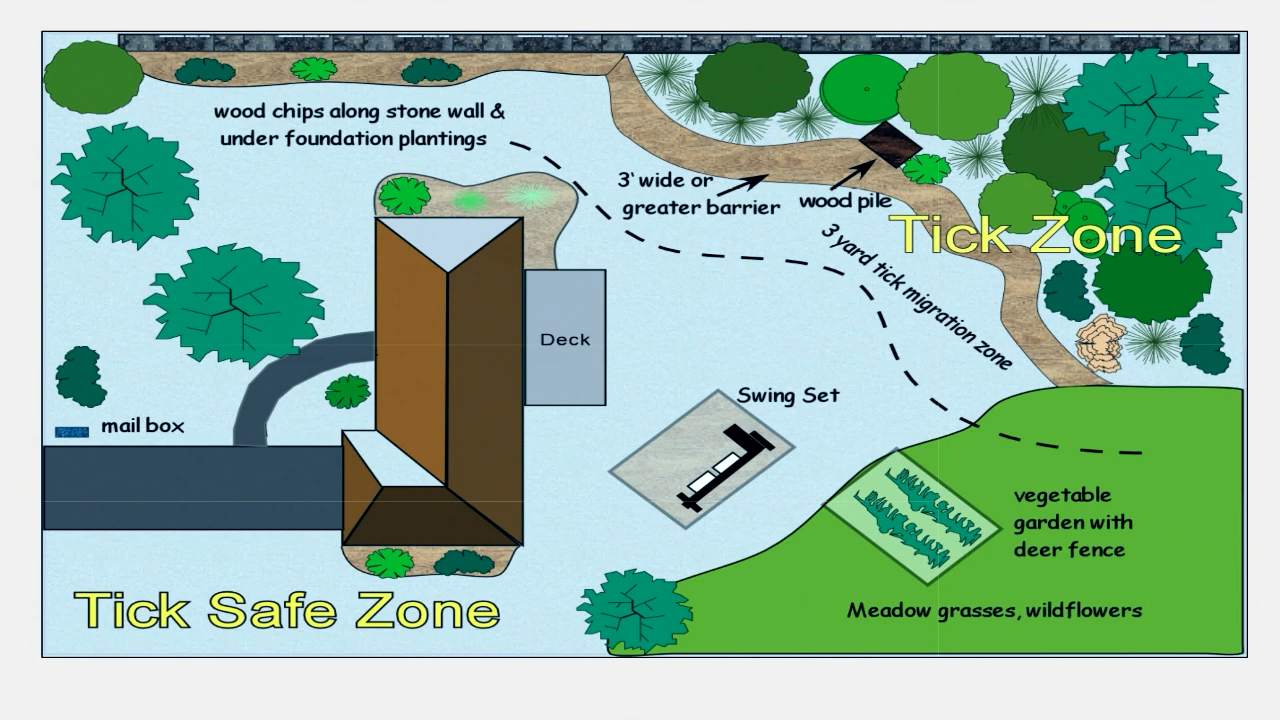 wood chips along stone wall &
under foundation plantings
3' wide or
greater barrier
wood pile
Tick Zone
3 yard tick migration zone
Deck
Swing Set
mail box
vegetable
garden with
deer fence
Tick Safe Zone
Meadow grasses, wildflowers